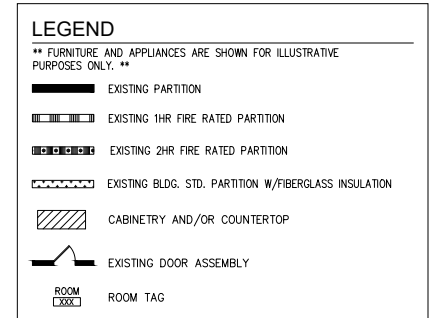 LEGEND
** FURNITURE AND APPLIANCES ARE SHOWN FOR ILLUSTRATIVE
PURPOSES ONLY. **
EXISTING PARTITION
EXISTING 1HR FIRE RATED PARTITION
EXISTING 2HR FIRE RATED PARTITION
EXISTING BLDG. STD. PARTITION W/FIBERGLASS INSULATION
CABINETRY AND/OR COUNTERTOP
EXISTING DOOR ASSEMBLY
ROOM
XXX
ROOM TAG